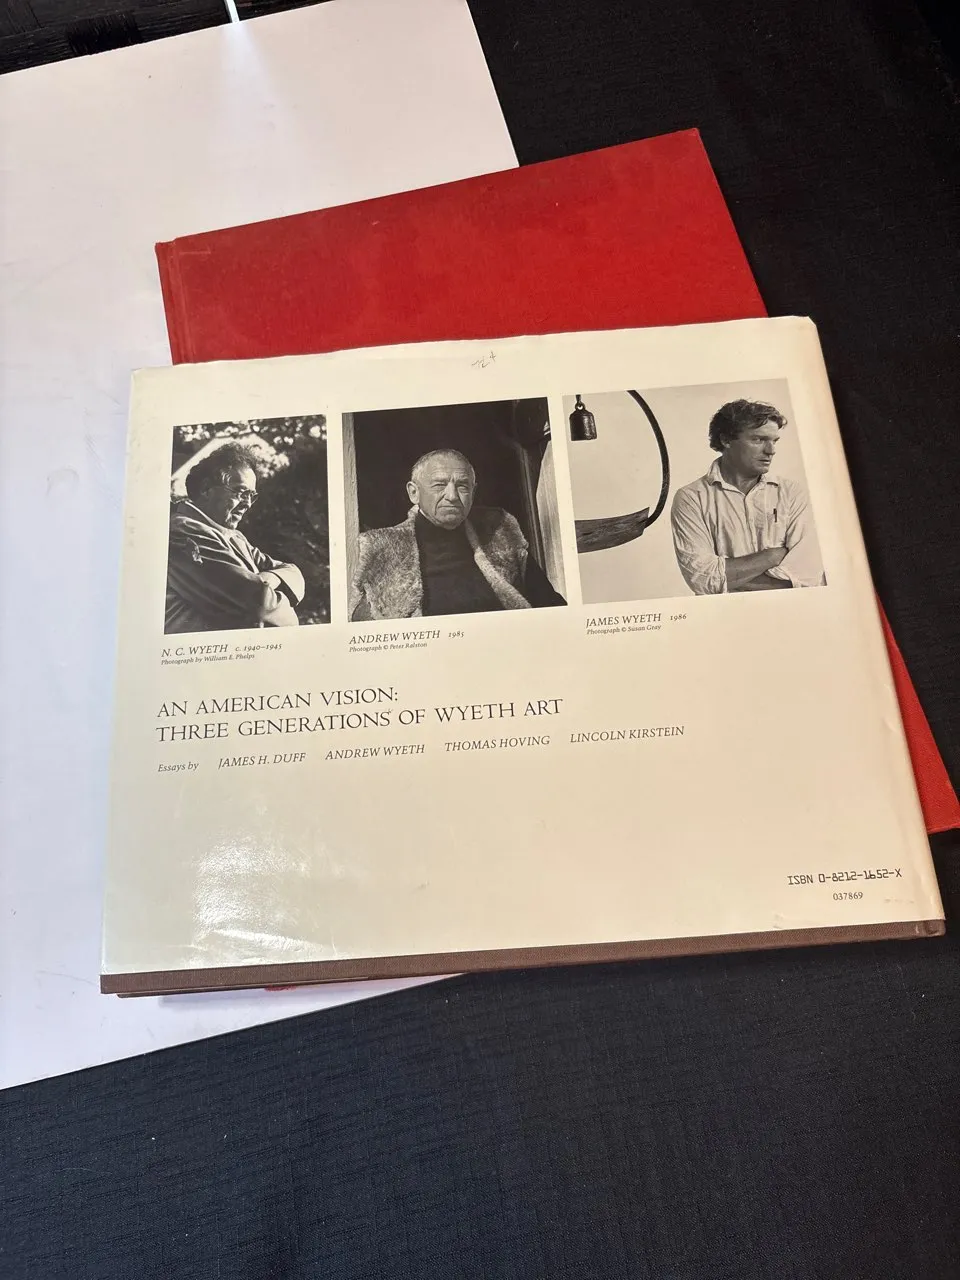 N. C. WYETH c. 1940–1945
Photograph by William E. Phelps
ANDREW WYETH 1985
Photograph © Peter Ralston
JAMES WYETH 1986
Photograph © Susan Gray
AN AMERICAN VISION:
THREE GENERATIONS OF WYETH ART
Essays by JAMES H. DUFF ANDREW WYETH THOMAS HOVING LINCOLN KIRSTEIN
ISBN 0-8212-1652-X
037869